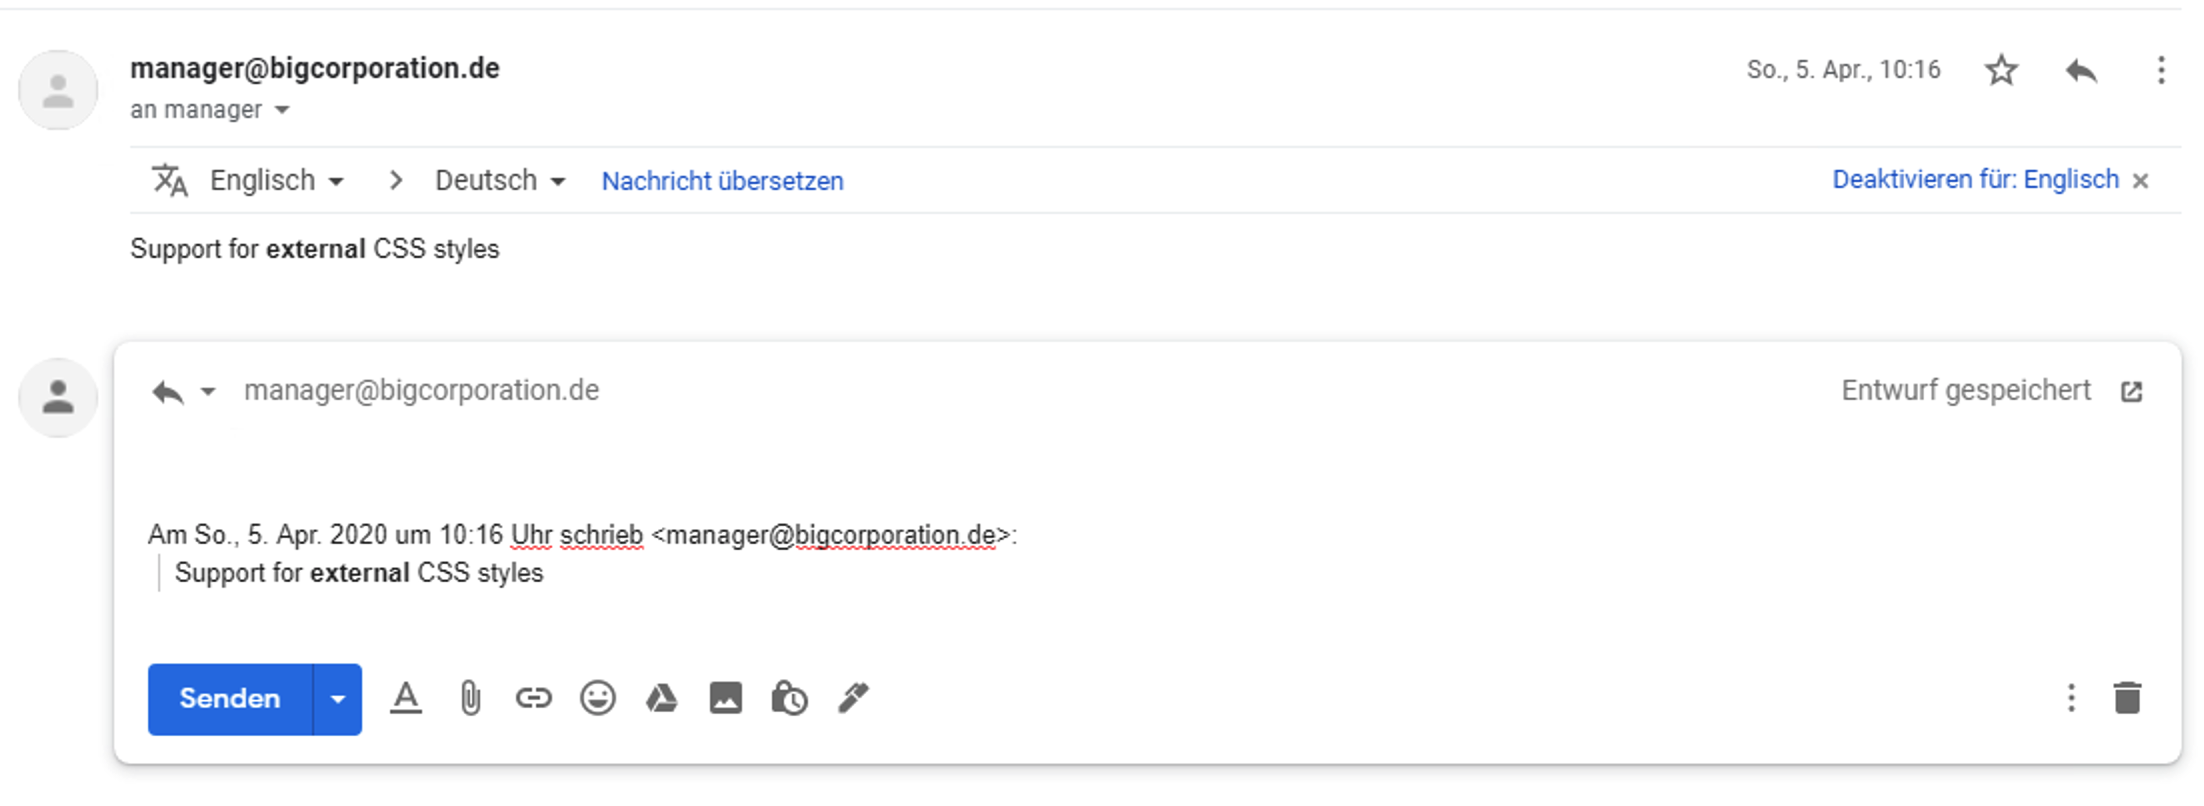 manager@bigcorporation.de
So., 5. Apr., 10:16
an manager
Englisch
Deutsch
Nachricht übersetzen
Deaktivieren für: Englisch
Support for external CSS styles
manager@bigcorporation.de
Entwurf gespeichert
Am So., 5. Apr. 2020 um 10:16 Uhr schrieb <manager@bigcorporation.de>:
Support for external CSS styles
Senden